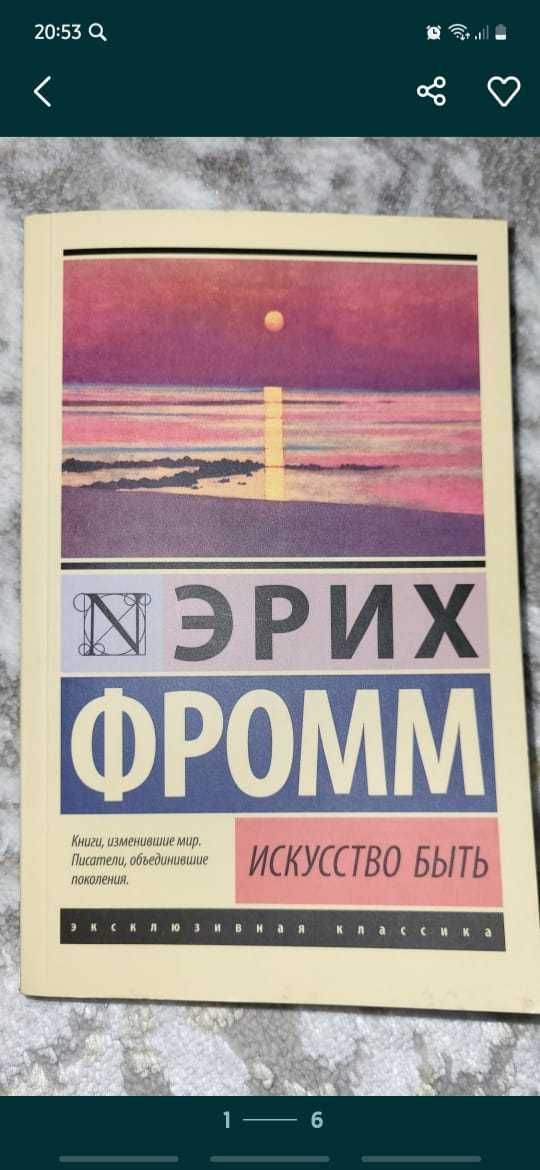 20:53
N ЭРИХ
ФРОММ
Книги, изменившие мир.
Писатели, объединившие
поколения.
ИСКУССТВО БЫТЬ
эксклюзивная классика
1 6